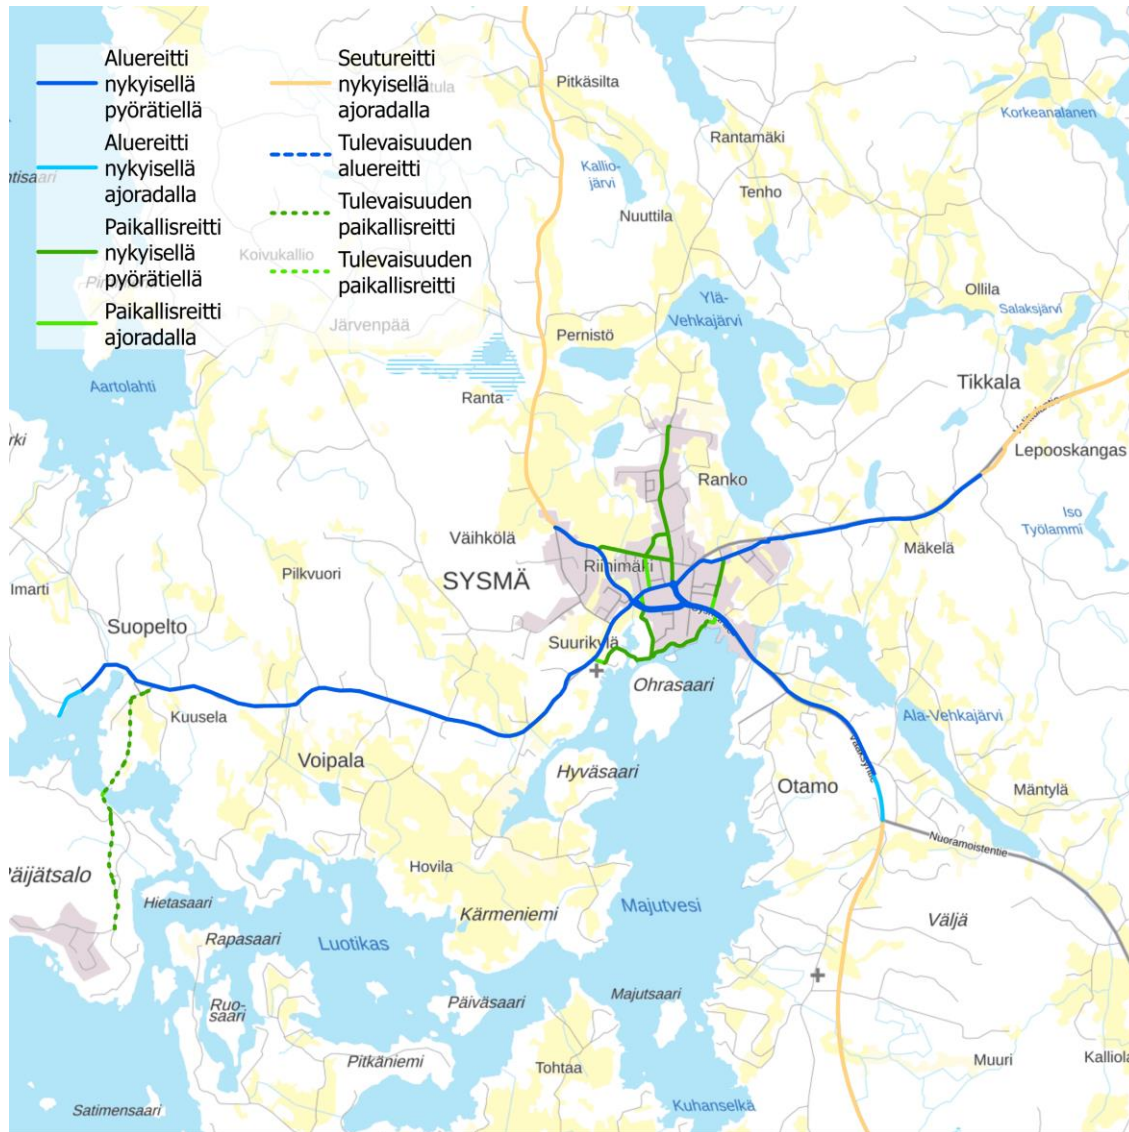 Aluereitti
nykyisellä
pyörätiellä
Aluereitti
nykyisellä
ajoradalla
Paikallisreitti
nykyisellä
pyörätiellä
Paikallisreitti
ajoradalla
Seutureitti
nykyisellä
ajoradalla
Tulevaisuuden
aluereitti
Tulevaisuuden
paikallisreitti
Tulevaisuuden
paikallisreitti
Pitkäsilta
Korkeanalanen
Rantamäki
Kallio-
järvi
Tenho
Nuuttila
Koivukallio
Ollila
Ylä-
Vehkajärvi
Salaksjärvi
Järvenpää
Pernistö
Aartolahti
Tikkala
Ranta
Lepooskangas
Ranko
Iso
Työlammi
Väihkölä
Mäkelä
Riihimäki
Pilkvuori
SYSMÄ
Imarti
Suopelto
Suurikylä
Ohrasaari
Kuusela
Ala-Vehkajärvi
Voipala
Hyväsaari
Otamo
Mäntylä
Nuoramoistentie
Hovila
äijätsalo
Hietasaari
Kärmeniemi
Majutvesi
Väljä
Rapasaari
Luotikas
Ruo-
saari
Päiväsaari
Majutsaari
Pitkäniemi
Tohtaa
Muuri
Kalliola
Satimensaari
Kuhanselkä